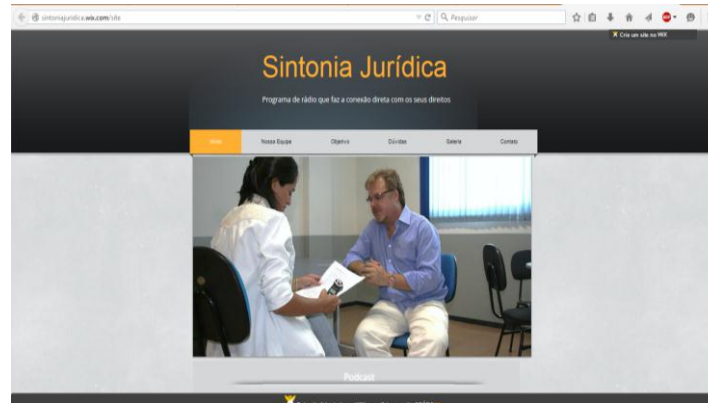 sintoniajuridica.wix.com/site
Pesquisar
Crie um site no WIX
Sintonia Jurídica
Programa de rádio que faz a conexão direta com os seus direitos
Início Nossa Equipe Objetivo Dúvidas Galeria Contato
Podcast